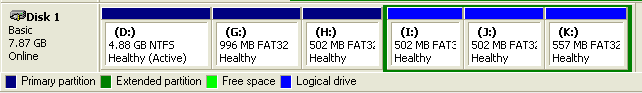 Disk 1
Basic
7.87 GB
Online
(D:)
4.88 GB NTFS
Healthy (Active)
(G:)
996 MB FAT32
Healthy
(H:)
502 MB FAT32
Healthy
(I:)
502 MB FAT3
Healthy
(J:)
502 MB FAT32
Healthy
(K:)
557 MB FAT32
Healthy
Primary partition Extended partition Free space Logical drive